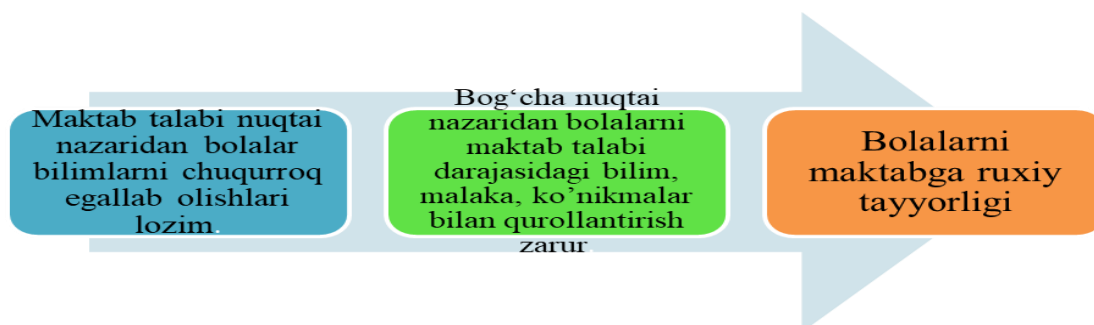 Maktab talabi nuqtai
nazaridan bolalar
bilimlarni chuqurroq
egallab olishlari
lozim.
Bog‘cha nuqtai
nazaridan bolalarni
maktab talabi
darajasidagi bilim,
malaka, ko’nikmalar
bilan qurollantirish
zarur.
Bolalarni
maktabga ruxiy
tayyorligi